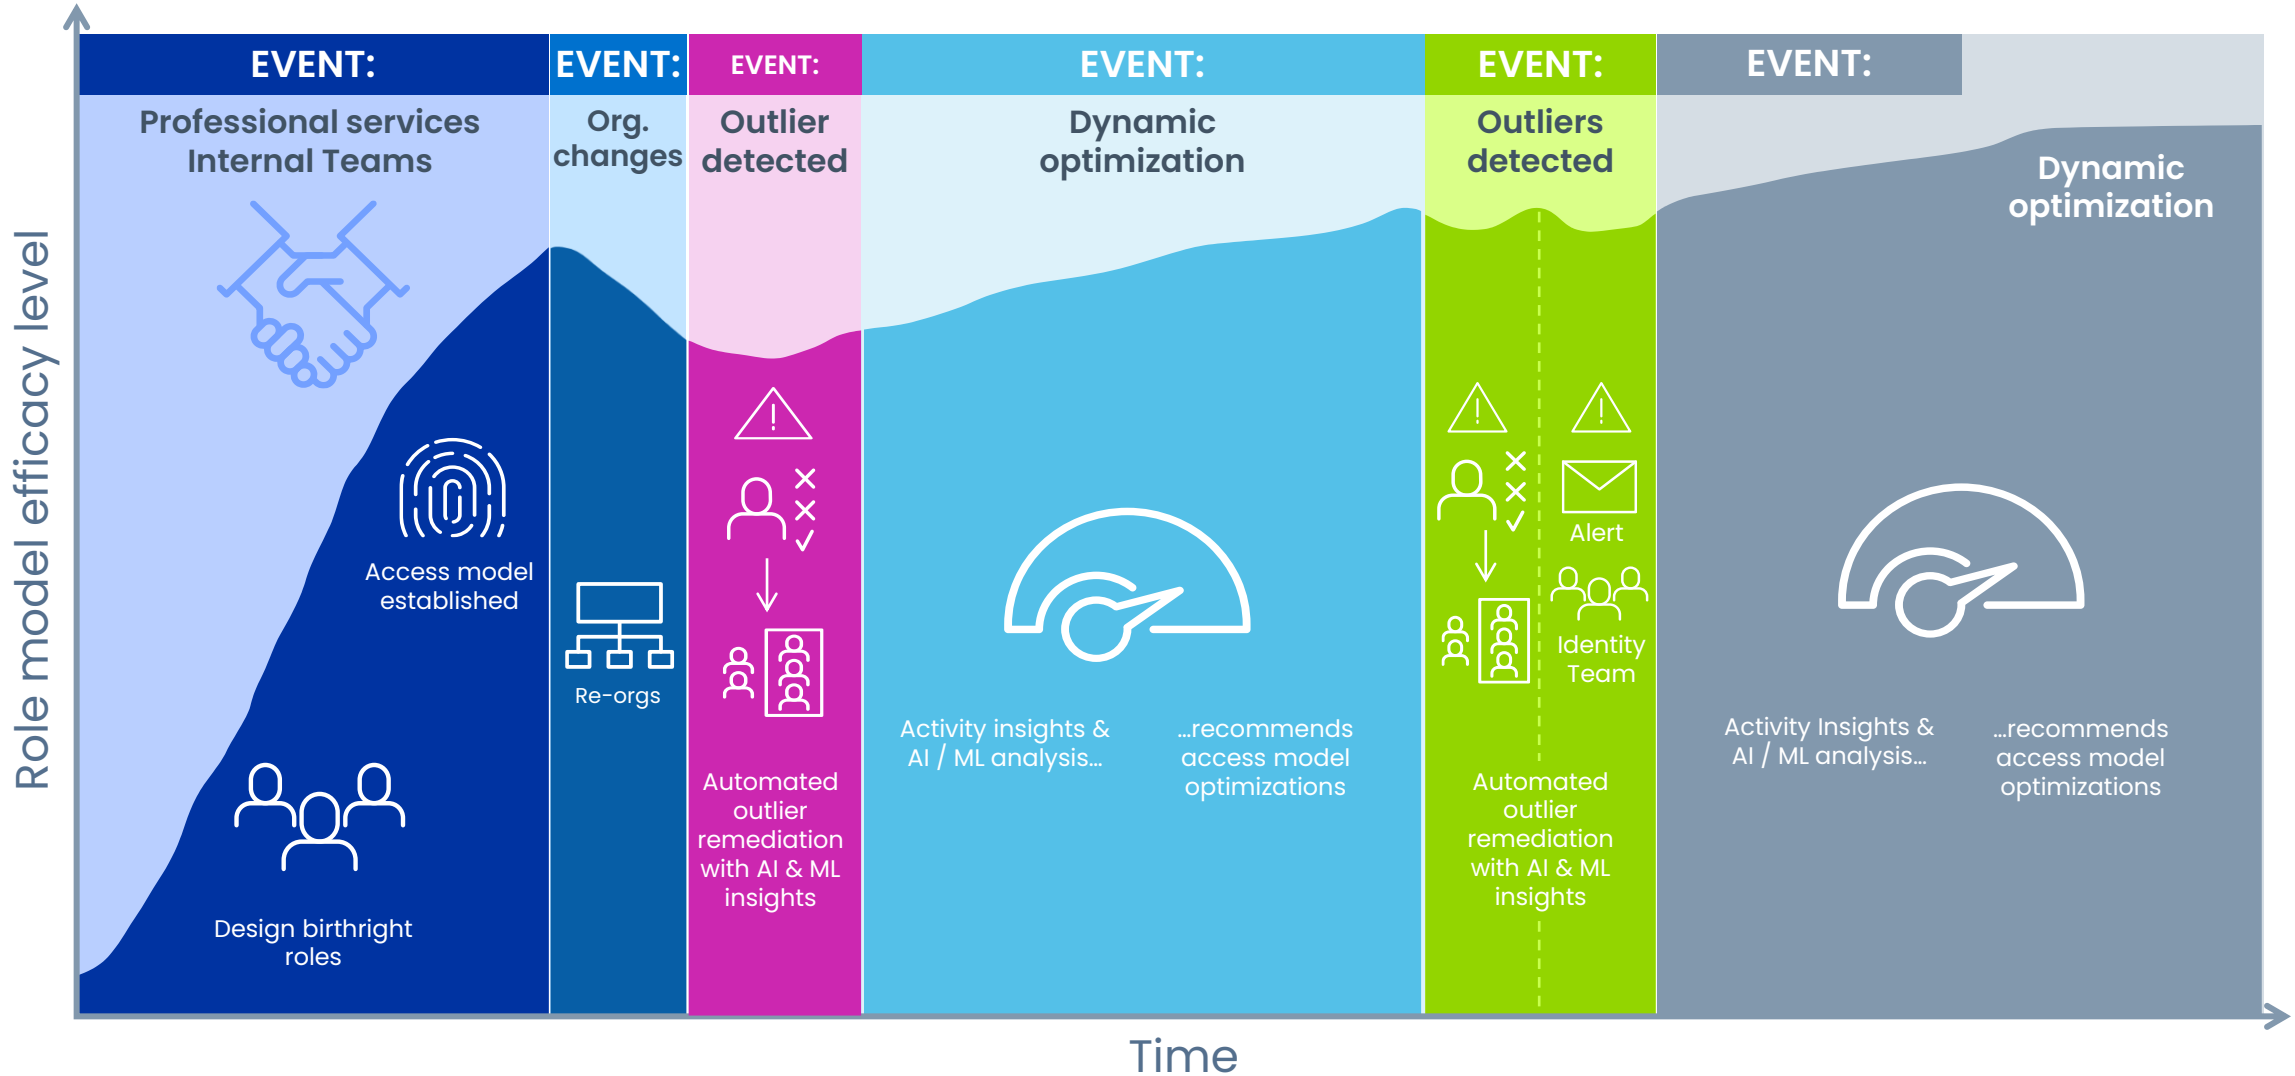 Role model efficacy level
EVENT:
Professional services
Internal Teams
Access model
established
Design birthright
roles
EVENT:
Org.
changes
Re-orgs
EVENT:
Outlier
detected
Automated
outlier
remediation
with AI & ML
insights
EVENT:
Dynamic
optimization
Activity insights &
AI / ML analysis...
...recommends
access model
optimizations
EVENT:
Outliers
detected
Alert
Identity
Team
Automated
outlier
remediation
with AI & ML
insights
EVENT:
Dynamic
optimization
Activity Insights &
AI / ML analysis...
...recommends
access model
optimizations
Time